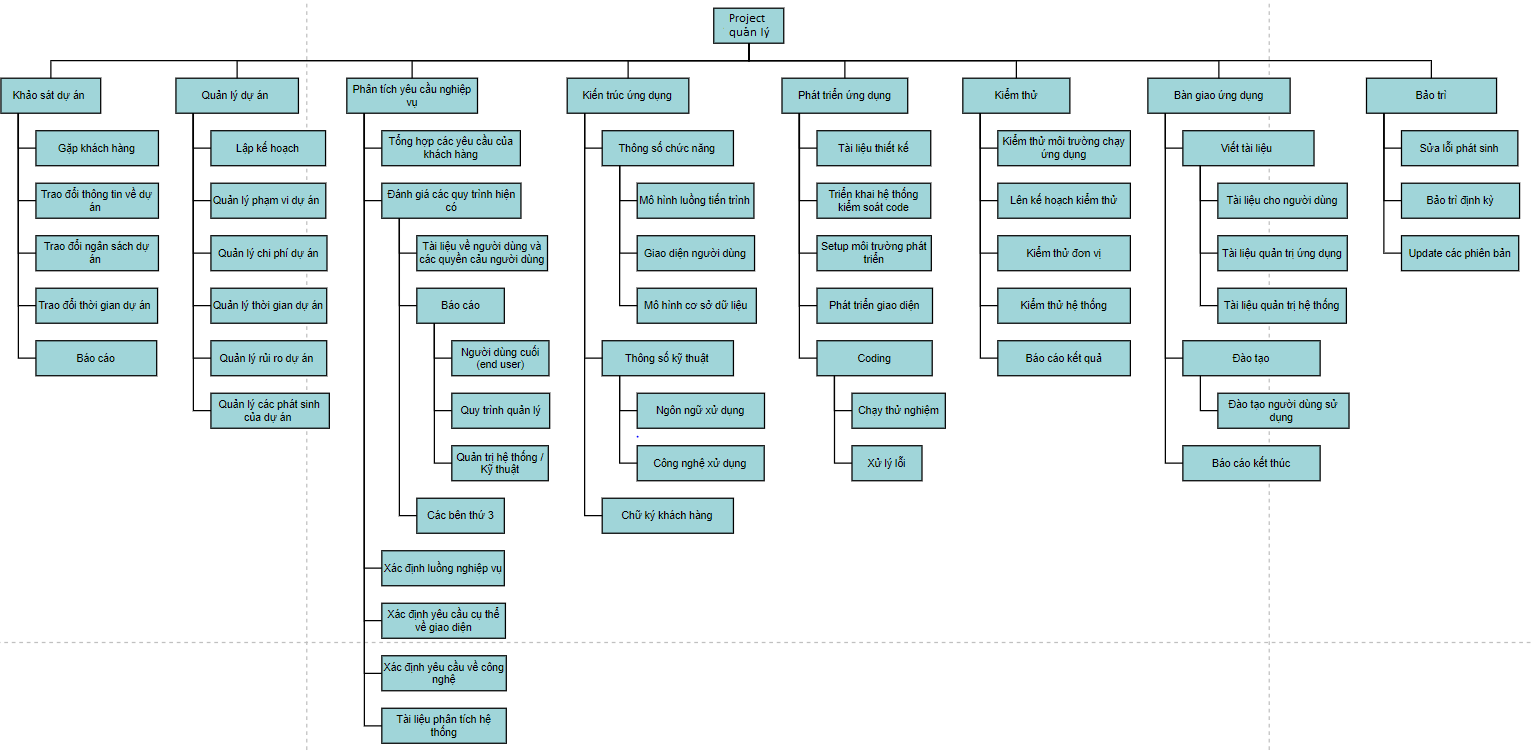 Project
quản lý
Khảo sát dự án
Gặp khách hàng
Trao đổi thông tin về dự
án
Trao đổi ngân sách dự
án
Trao đổi thời gian dự án
Báo cáo
Quản lý dự án
Lập kế hoạch
Quản lý phạm vi dự án
Quản lý chi phí dự án
Quản lý thời gian dự án
Quản lý rủi ro dự án
Quản lý các phát sinh
của dự án
Phân tích yêu cầu nghiệp
vụ
Tổng hợp các yêu cầu của
khách hàng
Đánh giá các quy trình hiện
có
Tài liệu về người dùng và
các quyền cảu người dùng
Báo cáo
Người dùng cuối
(end user)
Quy trình quản lý
Quản trị hệ thống /
Kỹ thuật
Các bên thứ 3
Xác định luồng nghiệp vụ
Xác định yêu cầu cụ thể
về giao diện
Xác định yêu cầu về công
nghệ
Tài liệu phân tích hệ
thống
Kiến trúc ứng dụng
Thông số chức năng
Mô hình luồng tiến trình
Giao diện người dùng
Mô hình cơ sở dữ liệu
Thông số kỹ thuật
Ngôn ngữ xử dụng
Công nghệ xử dụng
Chữ ký khách hàng
Phát triển ứng dụng
Tài liệu thiết kế
Triển khai hệ thống
kiểm soát code
Setup môi trường phát
triển
Phát triển giao diện
Coding
Chạy thử nghiệm
Xử lý lỗi
Kiểm thử
Kiểm thử môi trường chạy
ứng dụng
Lên kế hoạch kiểm thử
Kiểm thử đơn vị
Kiểm thử hệ thống
Báo cáo kết quả
Bàn giao ứng dụng
Viết tài liệu
Tài liệu cho người dùng
Tài liệu quản trị ứng dụng
Tài liệu quản trị hệ thống
Đào tạo
Đào tạo người dùng sử
dụng
Báo cáo kết thúc
Bảo trì
Sửa lỗi phát sinh
Bảo trì định kỳ
Update các phiên bản